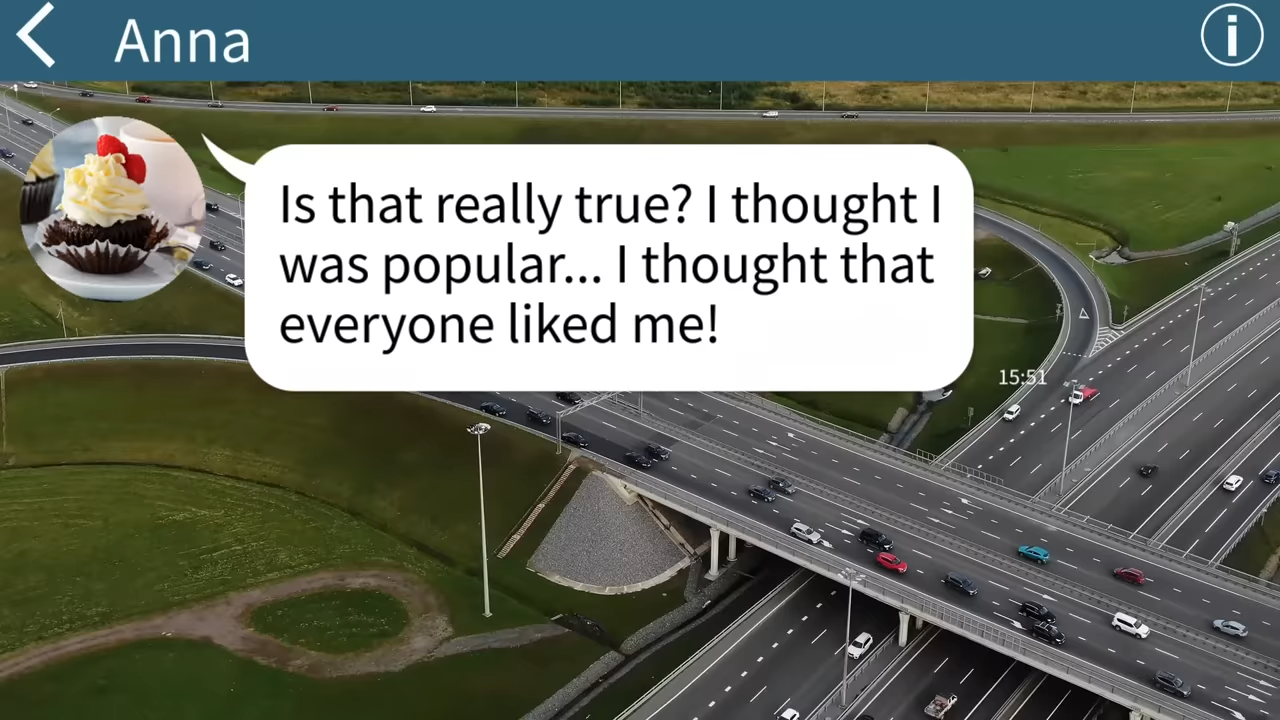 Anna
Is that really true? I thought I
was popular... I thought that
everyone liked me!
15:51